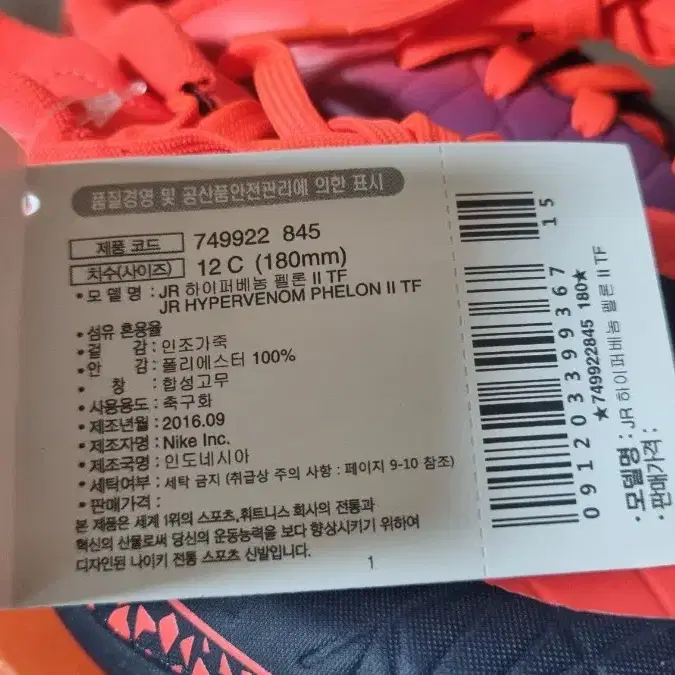 품질경영 및 공산품안전관리에 의한 표시
제품 코드 749922 845
치수(사이즈) 12 C (180mm)
• 모 델 명 : JR 하이퍼베놈 펠론 II TF
JR HYPERVENOM PHELON II TF
• 섬유 혼용율
겉 감 : 인조가죽
안 감 : 폴리에스터 100%
창 : 합성고무
• 사용용도 : 축구화
• 제조년월 : 2016.09
• 제조자명 : Nike Inc.
• 제조국명 : 인도네시아
• 세탁여부 : 세탁 금지 (취급상 주의 사항 : 페이지 9-10 참조)
• 판매가격 :
본 제품은 세계 1위의 스포츠,휘트니스 회사의 전통과
혁신의 산물로써 당신의 운동능력을 보다 향상시키기 위하여
디자인된 나이키 전통 스포츠 신발입니다.
1
15
0 91203 99367
★749922845 180★
• 모델명 : JR 하이퍼베놈 펠론 II TF
• 판매가격 :